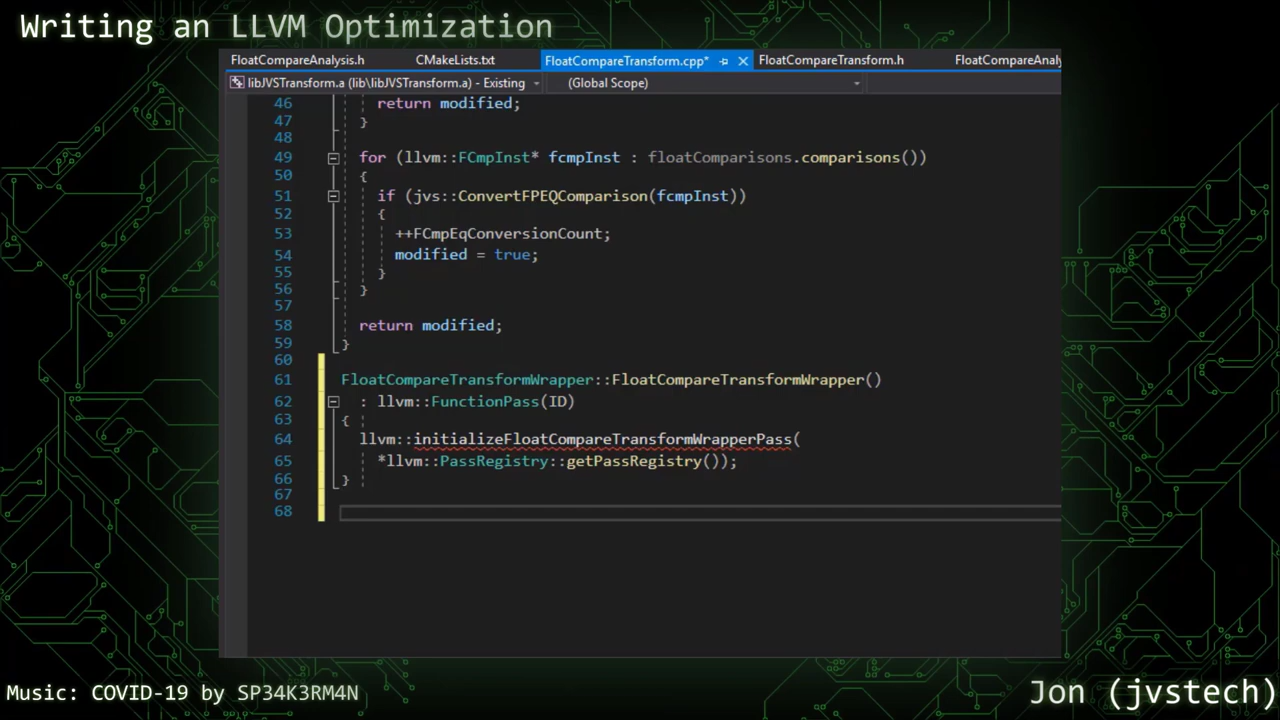 Writing an LLVM Optimization
FloatCompareAnalysis.h CMakeLists.txt FloatCompareTransform.cpp* FloatCompareTransform.h FloatCompareAnaly
libJVSTransform.a (lib\libJVSTransform.a) - Existing (Global Scope)
46 return modified;
47 }
48
49 for (llvm::FCmpInst* fcmpInst : floatComparisons.comparisons())
50 {
51 if (jvs::ConvertFPEQComparison(fcmpInst))
52 {
53 ++FCmpEqConversionCount;
54 modified = true;
55 }
56 }
57
58 return modified;
59 }
60
61 FloatCompareTransformWrapper::FloatCompareTransformWrapper()
62 : llvm::FunctionPass(ID)
63 {
64 llvm::initializeFloatCompareTransformWrapperPass(
65 *llvm::PassRegistry::getPassRegistry());
66 }
67
68
Music: COVID-19 by SP34K3RM4N
Jon (jvstech)